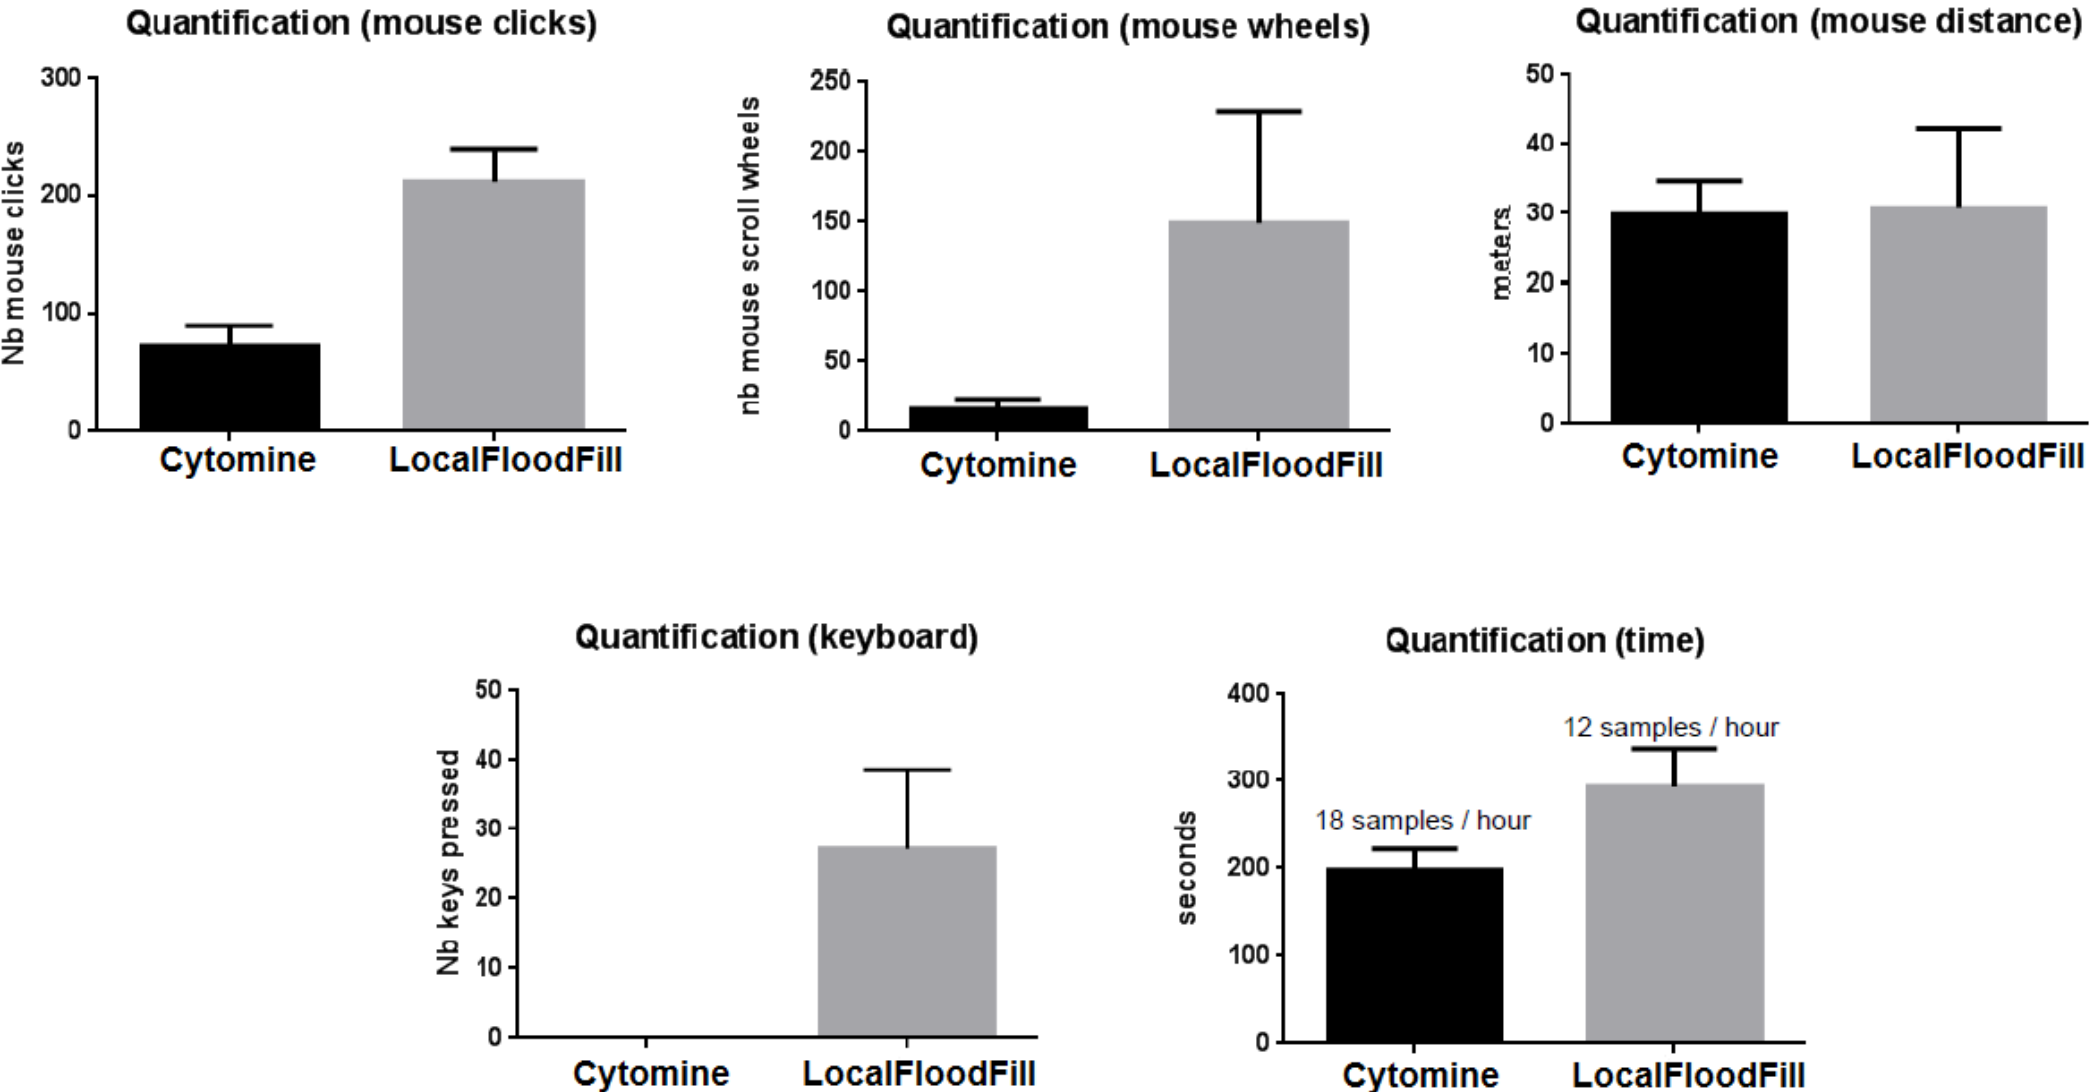 Quantification (mouse clicks)
300
200
100
0
Nb mouse clicks
Cytomine
LocalFloodFill
Quantification (mouse wheels)
250
200
150
100
50
0
nb mouse scroll wheels
Cytomine
LocalFloodFill
Quantification (mouse distance)
50
40
30
20
10
0
meters
Cytomine
LocalFloodFill
Quantification (keyboard)
50
40
30
20
10
0
Nb keys pressed
Cytomine
LocalFloodFill
Quantification (time)
400
300
200
100
0
seconds
18 samples / hour
12 samples / hour
Cytomine
LocalFloodFill